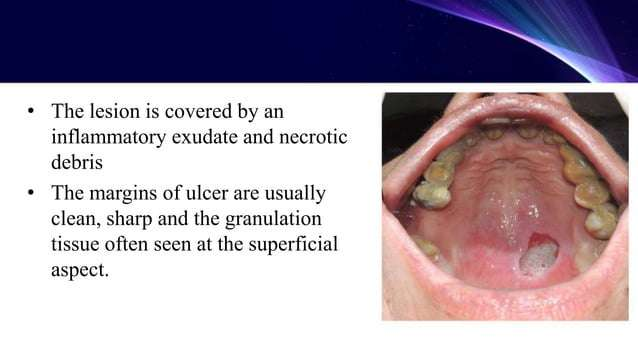 • The lesion is covered by an
inflammatory exudate and necrotic
debris
• The margins of ulcer are usually
clean, sharp and the granulation
tissue often seen at the superficial
aspect.